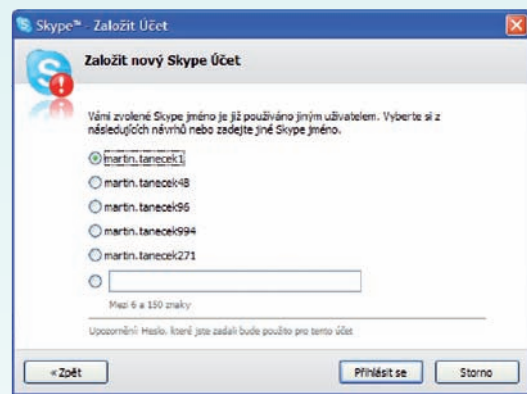 Skype™ - Založit Účet
Založit nový Skype Účet
Vámi zvolené Skype jméno je již používáno jiným uživatelem. Vyberte si z
následujících návrhů nebo zadejte jiné Skype jméno.
martin.tanecek1
martin.tanecek48
martin.tanecek96
martin.tanecek994
martin.tanecek271
Mezi 6 a 150 znaky
Upozornění: Heslo, které jste zadali bude použito pro tento účet
« Zpět
Přihlásit se
Storno